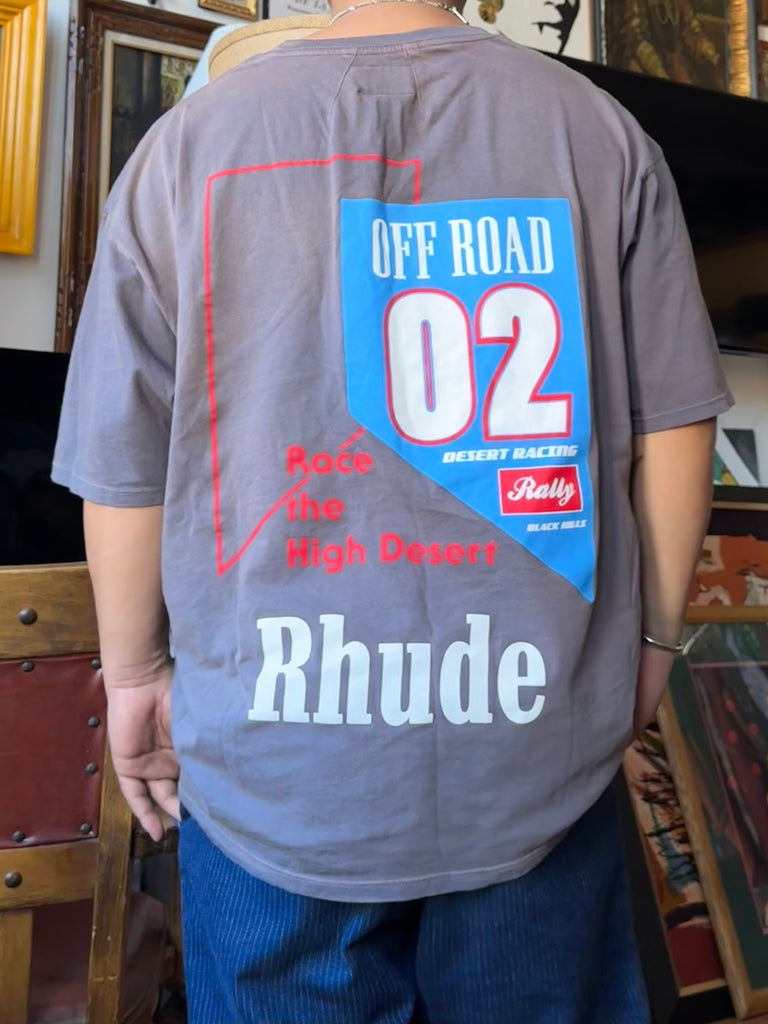 OFF ROAD
02
DESERT RACING
Rally
BLACK HILLS
Race
the
High Desert
Rhude